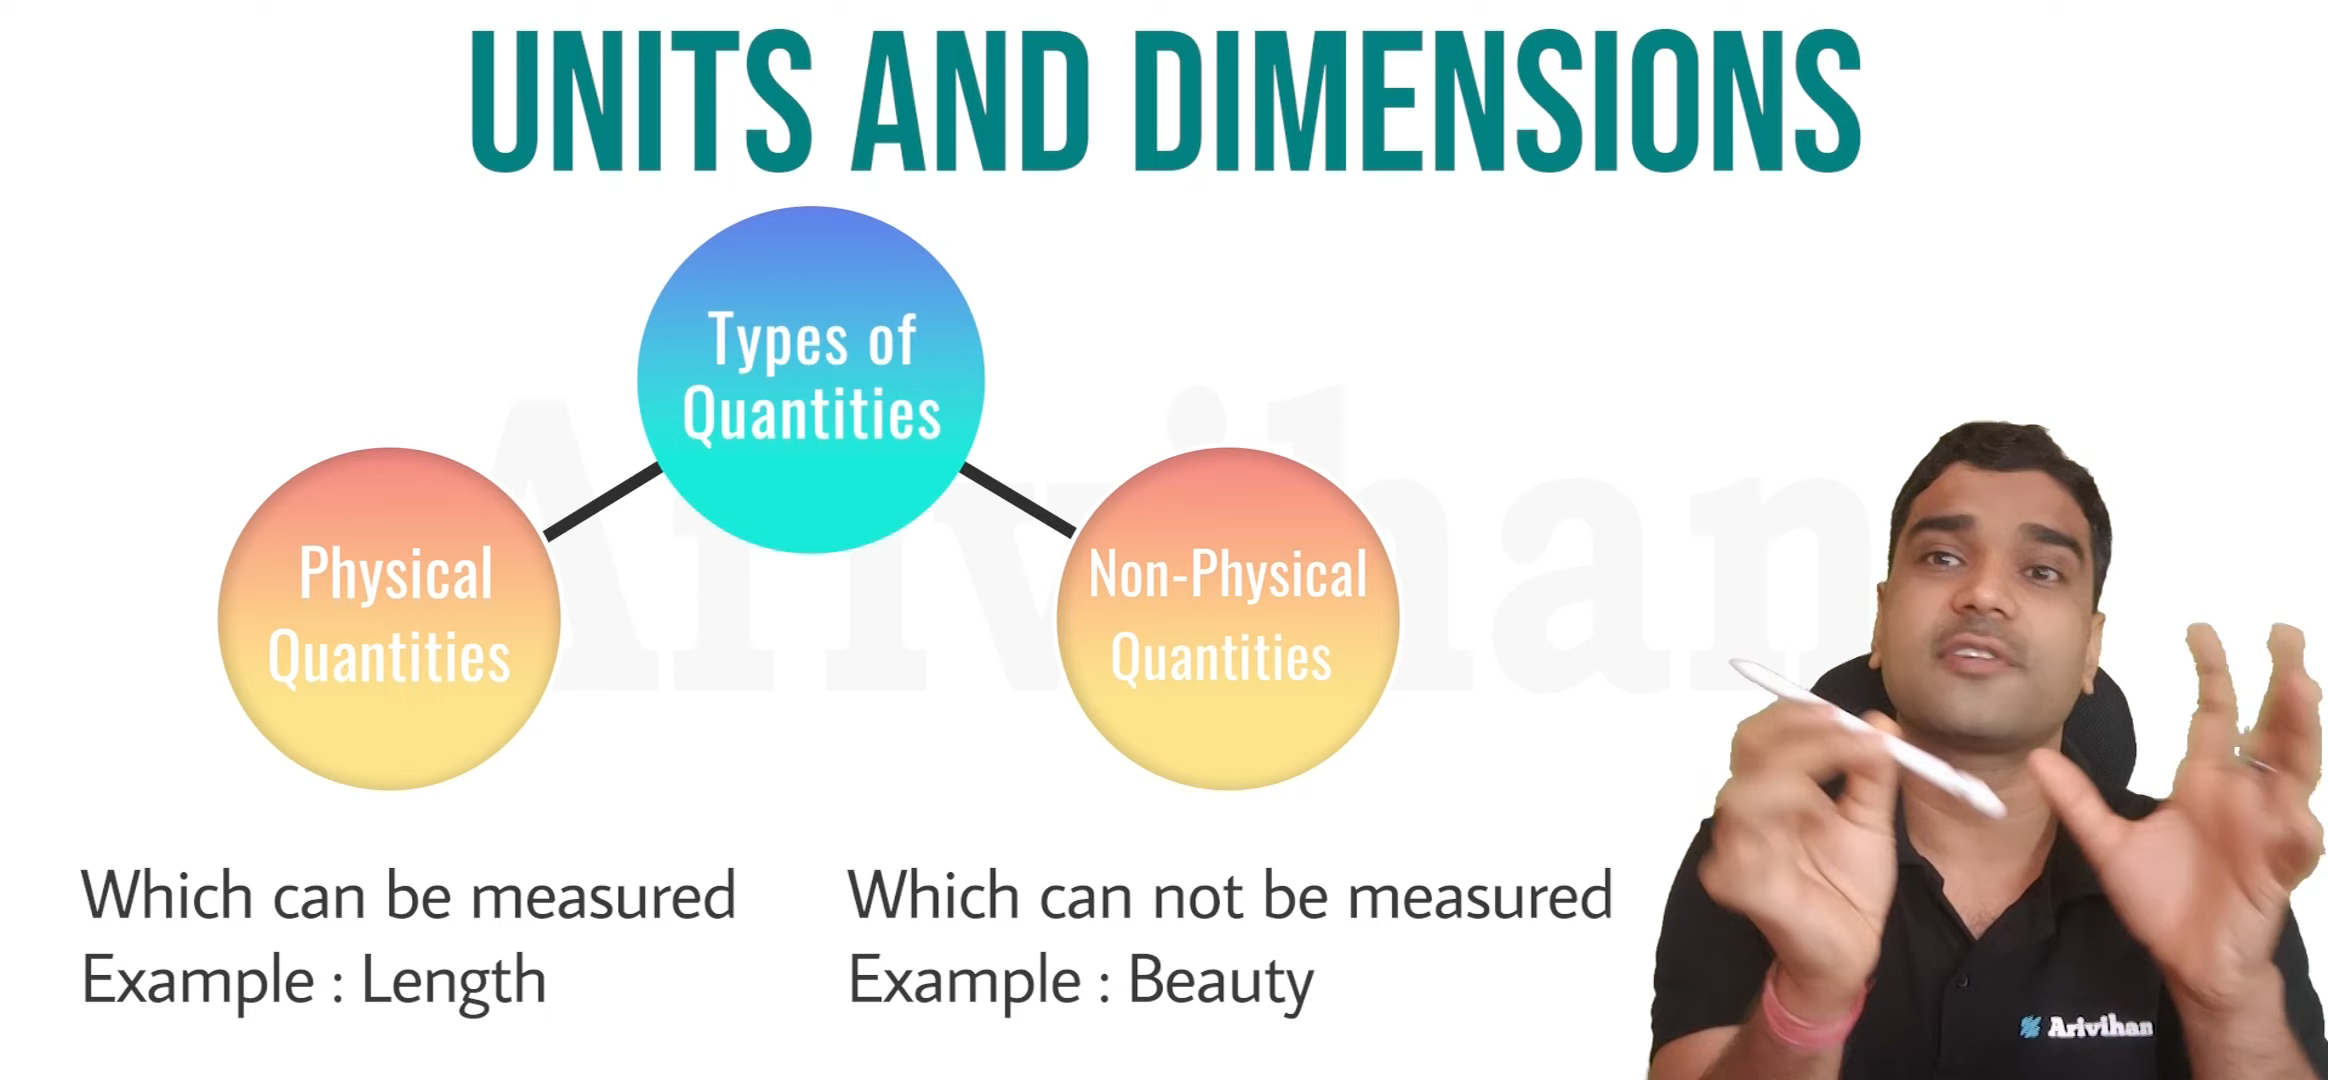 UNITS AND DIMENSIONS
Types of
Quantities
Physical
Quantities
Non-Physical
Quantities
Which can be measured
Example : Length
Which can not be measured
Example : Beauty
Arivihan
Arivihan